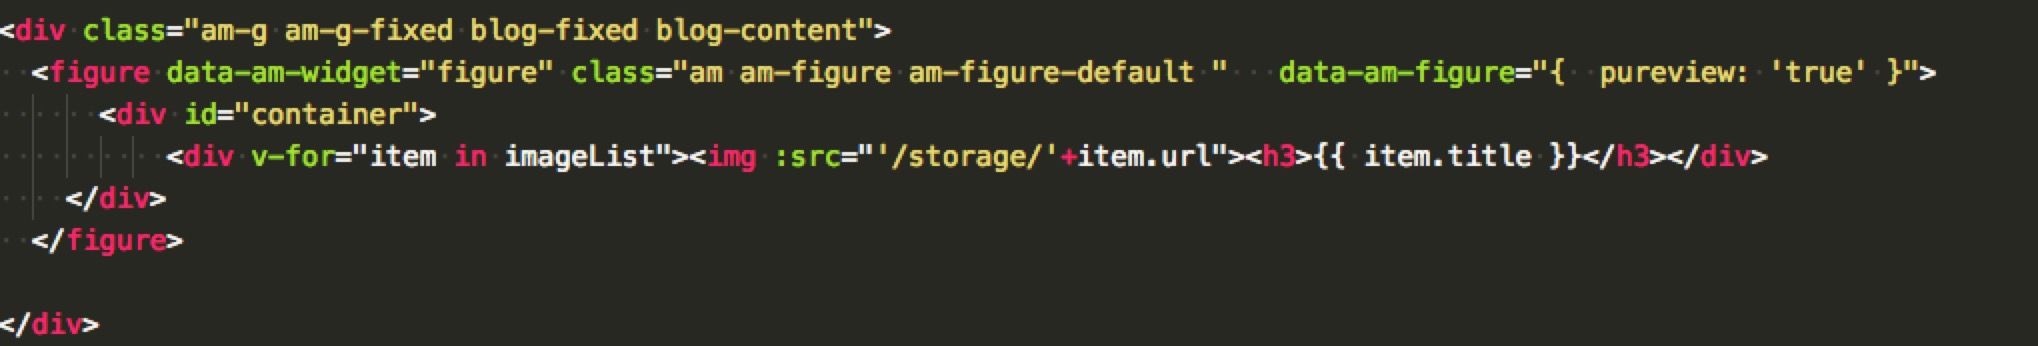 <div class="am-g am-g-fixed blog-fixed blog-content">
  <figure data-am-widget="figure" class="am am-figure am-figure-default "   data-am-figure="{  pureview: 'true' }">
      <div id="container">
          <div v-for="item in imageList"><img :src="'/storage/'+item.url"><h3>{{ item.title }}</h3></div>
    </div>
  </figure>
</div>